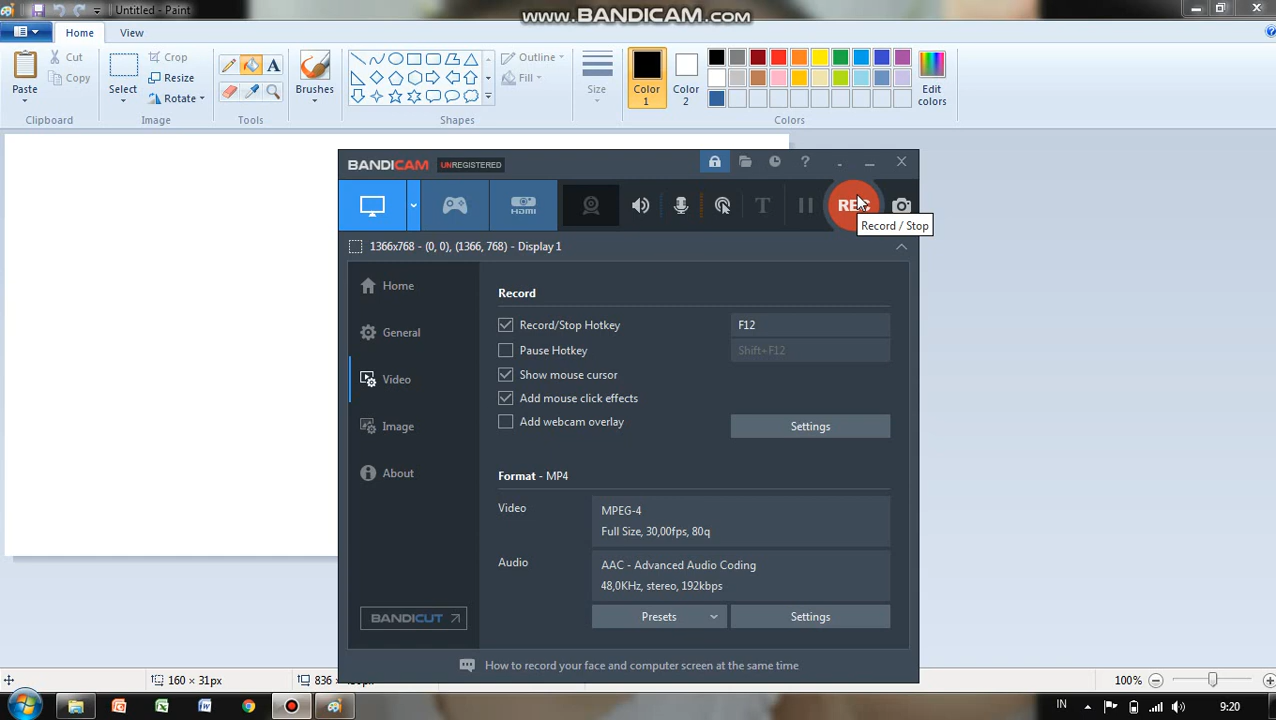 Untitled - Paint
www.BANDICAM.com
Home
View
Paste
Cut
Copy
Clipboard
Select
Crop
Resize
Rotate
Image
A
Tools
Brushes
Outline
Fill
Shapes
Size
Color 1
Color 2
Edit colors
Colors
BANDICAM UNREGISTERED
?
HDMI
T
REC
Record / Stop
1366x768 - (0, 0), (1366, 768) - Display 1
Home
General
Video
Image
About
BANDICUT
Record
Record/Stop Hotkey
F12
Pause Hotkey
Shift+F12
Show mouse cursor
Add mouse click effects
Add webcam overlay
Settings
Format - MP4
Video
MPEG-4
Full Size, 30,00fps, 80q
Audio
AAC - Advanced Audio Coding
48,0KHz, stereo, 192kbps
Presets
Settings
How to record your face and computer screen at the same time
160 × 31px
100%
IN
9:20